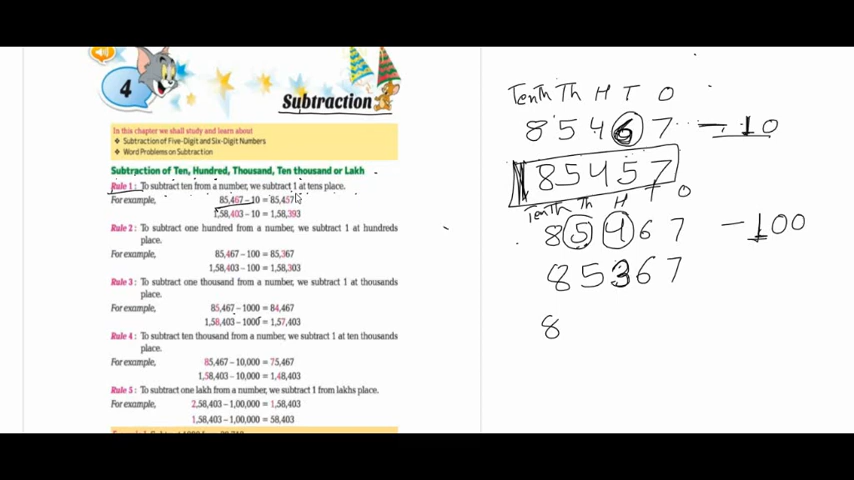 4
Subtraction
In this chapter we shall study and learn about
❖ Subtraction of Five-Digit and Six-Digit Numbers
❖ Word Problems on Subtraction
Subtraction of Ten, Hundred, Thousand, Ten thousand or Lakh
Rule 1 : To subtract ten from a number, we subtract 1 at tens place.
For example, 85,467 – 10 = 85,457
1,58,403 – 10 = 1,58,393
Rule 2 : To subtract one hundred from a number, we subtract 1 at hundreds
place.
For example, 85,467 – 100 = 85,367
1,58,403 – 100 = 1,58,303
Rule 3 : To subtract one thousand from a number, we subtract 1 at thousands
place.
For example, 85,467 – 1000 = 84,467
1,58,403 – 1000 = 1,57,403
Rule 4 : To subtract ten thousand from a number, we subtract 1 at ten thousands
place.
For example, 85,467 – 10,000 = 75,467
1,58,403 – 10,000 = 1,48,403
Rule 5 : To subtract one lakh from a number, we subtract 1 from lakhs place.
For example, 2,58,403 – 1,00,000 = 1,58,403
1,58,403 – 1,00,000 = 58,403
TenTh Th H T O
85467 – 10
85457
TenTh Th H T O
85467 – 100
85367
8